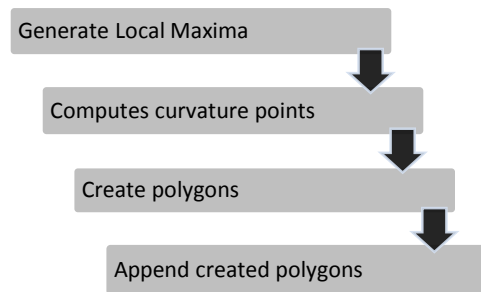 Generate Local Maxima
Computes curvature points
Create polygons
Append created polygons